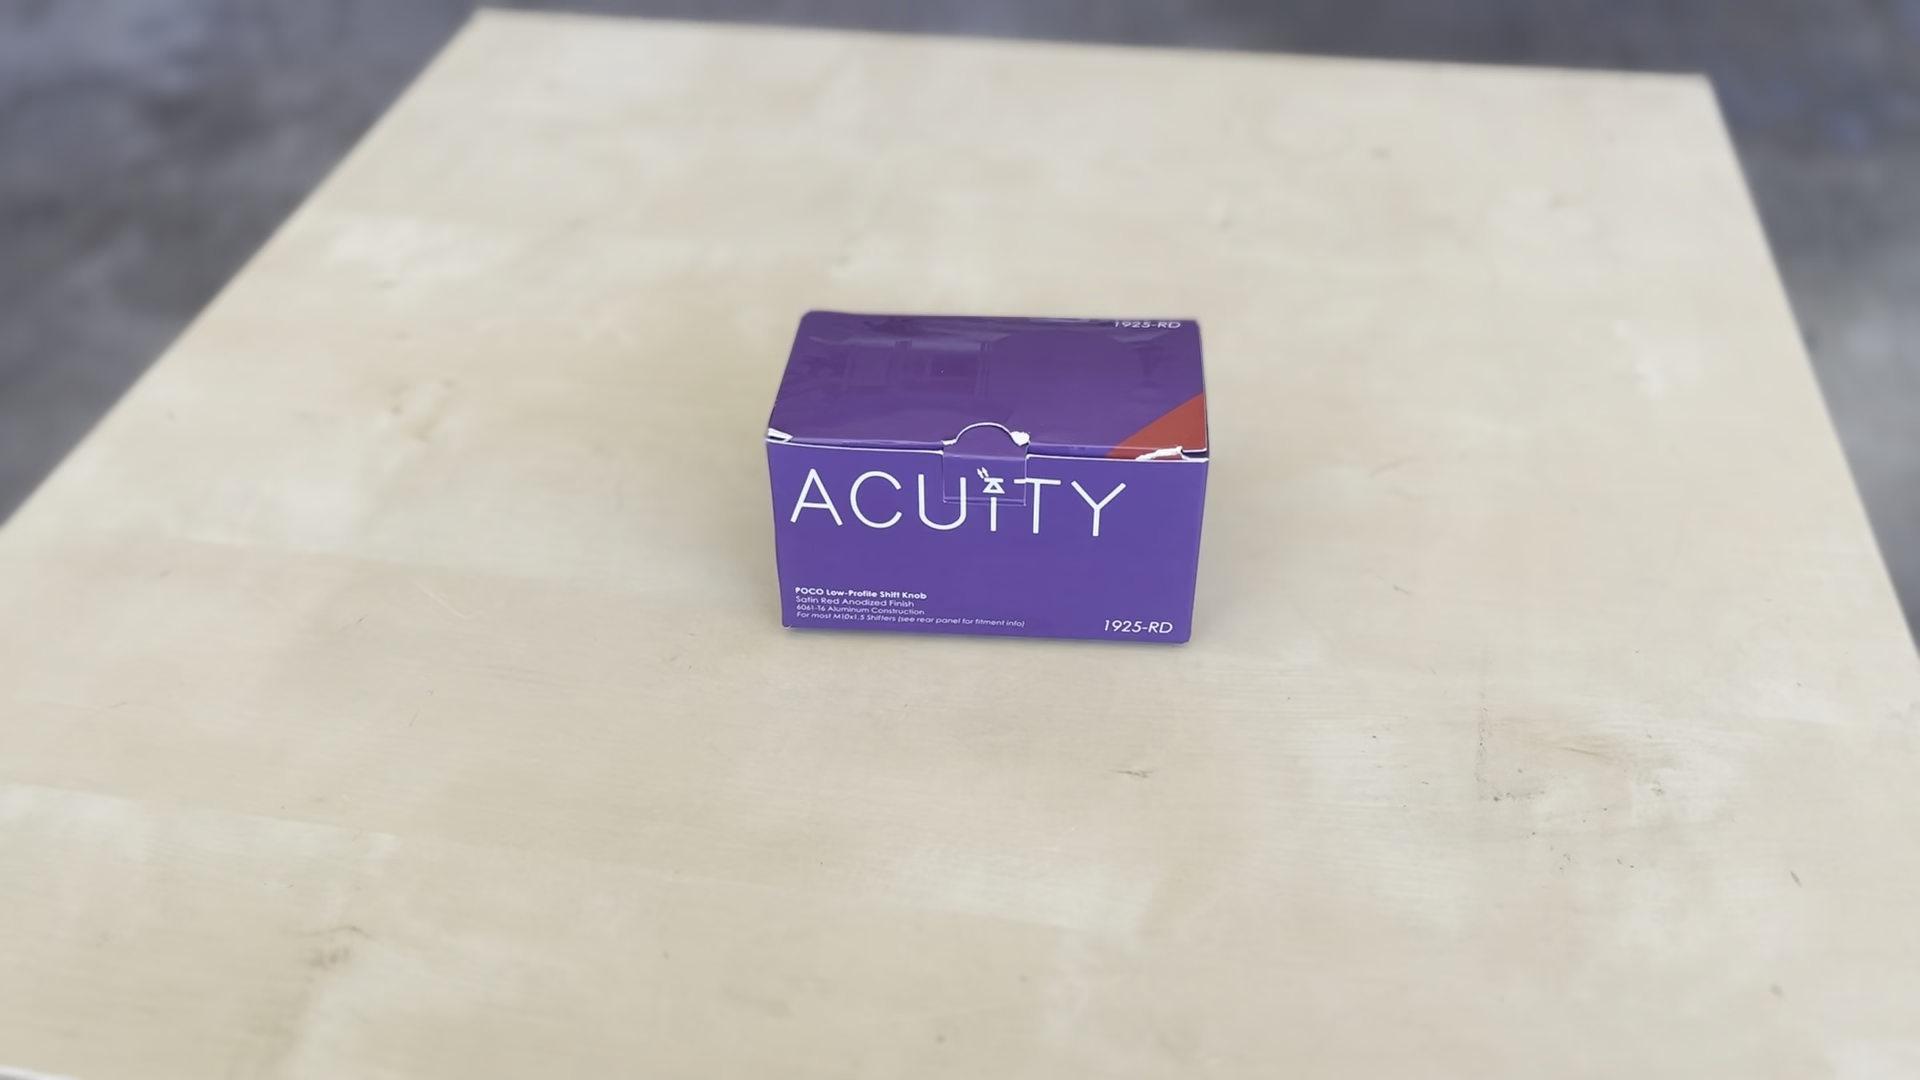 1925-RD
ACUiTY
POCO Low-Profile Shift Knob
Satin Red Anodized Finish
6061-T6 Aluminum Construction
For most M10x1.5 Shifters (see rear panel for fitment info)
1925-RD